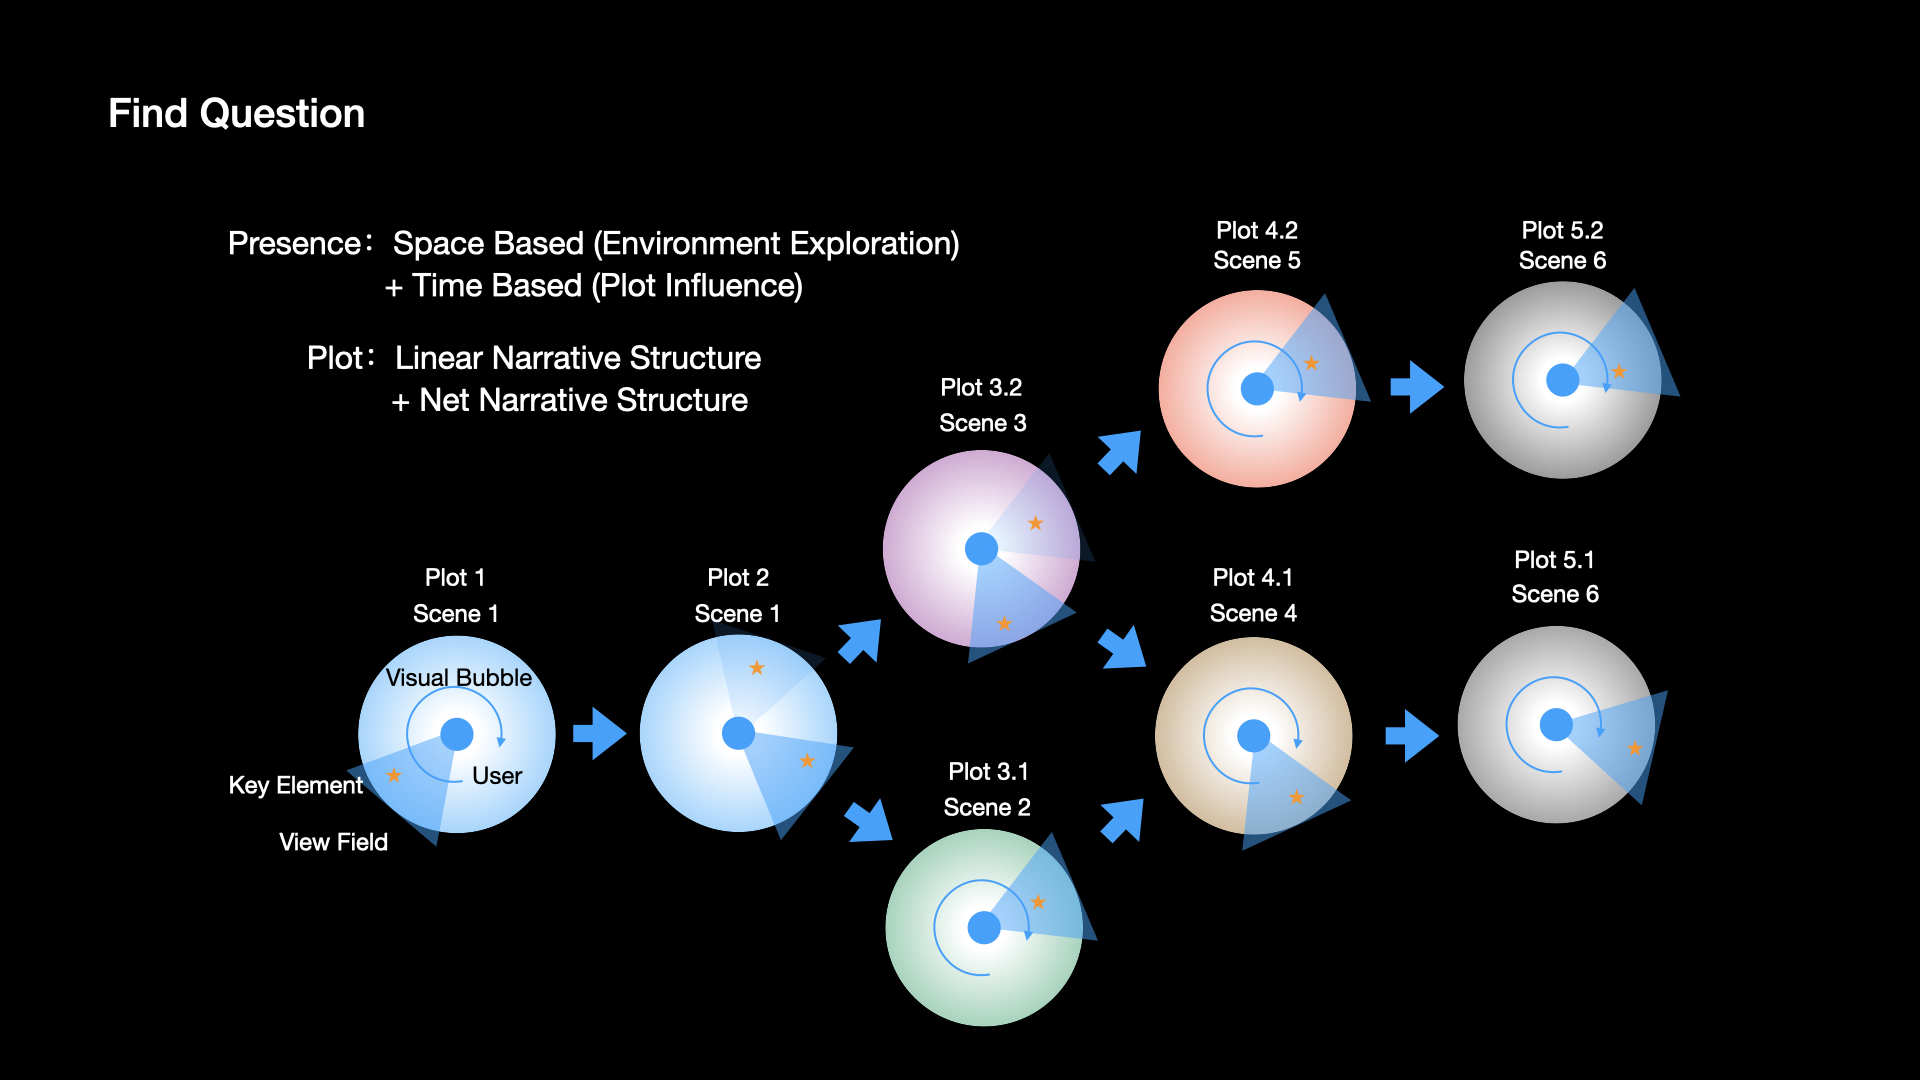 Find Question
Presence： Space Based (Environment Exploration)
+ Time Based (Plot Influence)
Plot： Linear Narrative Structure
+ Net Narrative Structure
Plot 1
Scene 1
Visual Bubble
User
Key Element
View Field
Plot 2
Scene 1
Plot 3.2
Scene 3
Plot 3.1
Scene 2
Plot 4.2
Scene 5
Plot 4.1
Scene 4
Plot 5.2
Scene 6
Plot 5.1
Scene 6